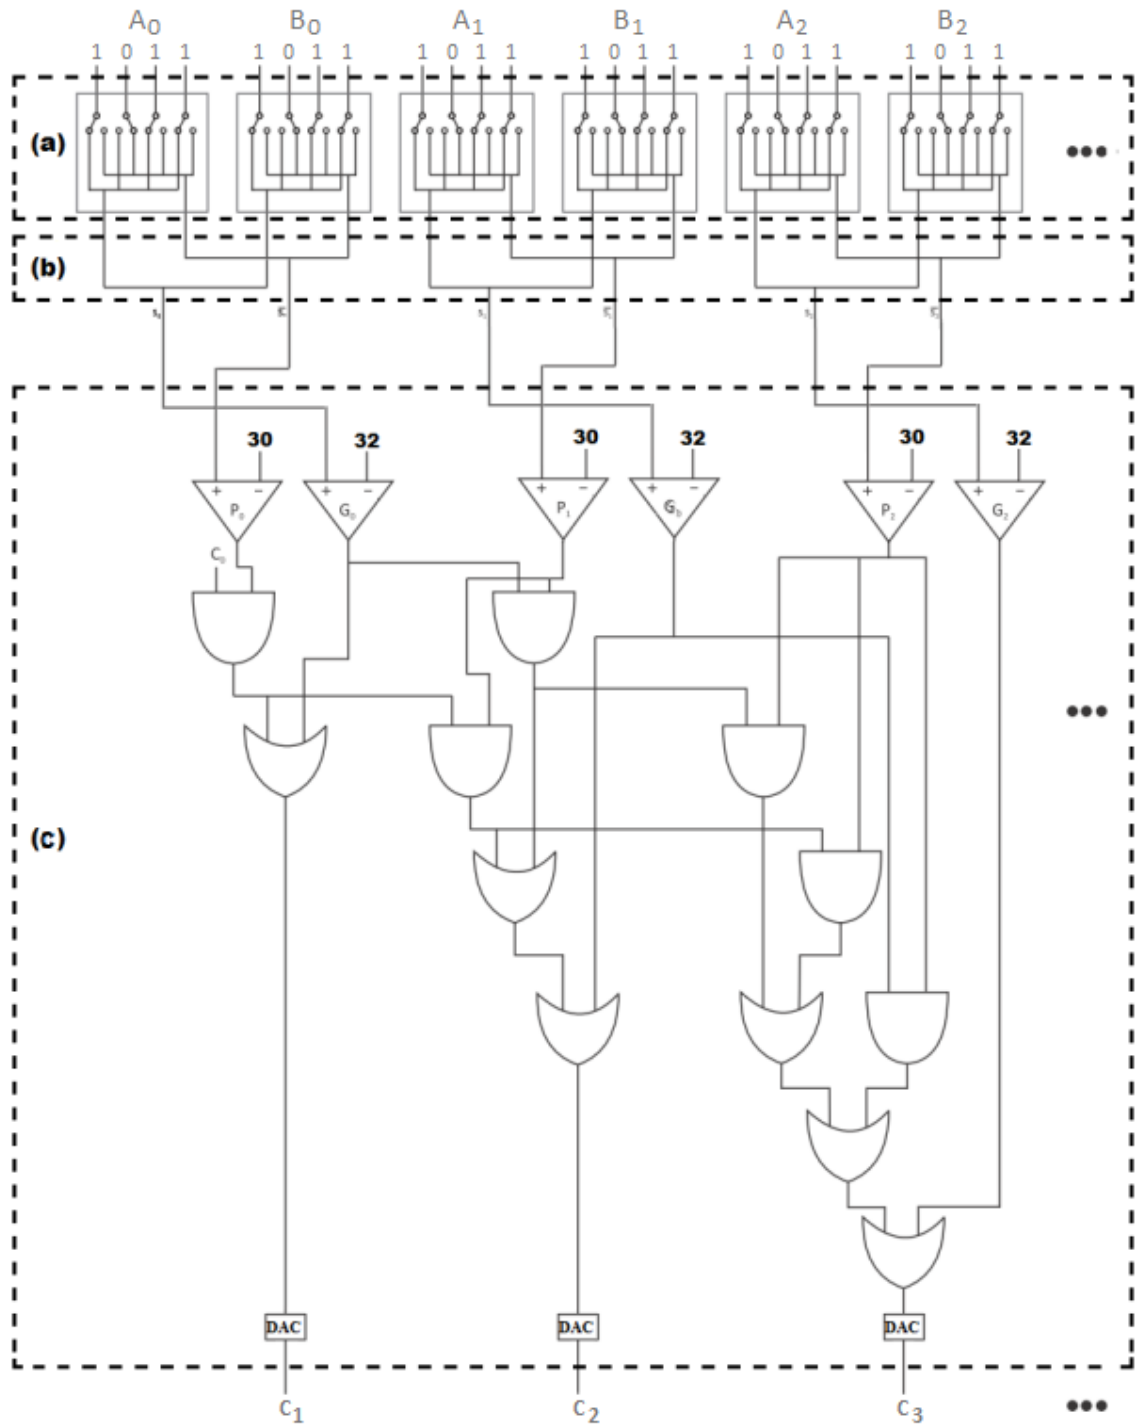 A₀ B₀ A₁ B₁ A₂ B₂
1 0 1 1 1 0 1 1 1 0 1 1 1 0 1 1 1 0 1 1 1 0 1 1
(a)
(b)
(c)
30 32 30 32 30 32
+ − + − + − + − + − + −
P₀ G₀ P₁ G₂
P₂
C₀
DAC DAC DAC
C₁ C₂ C₃